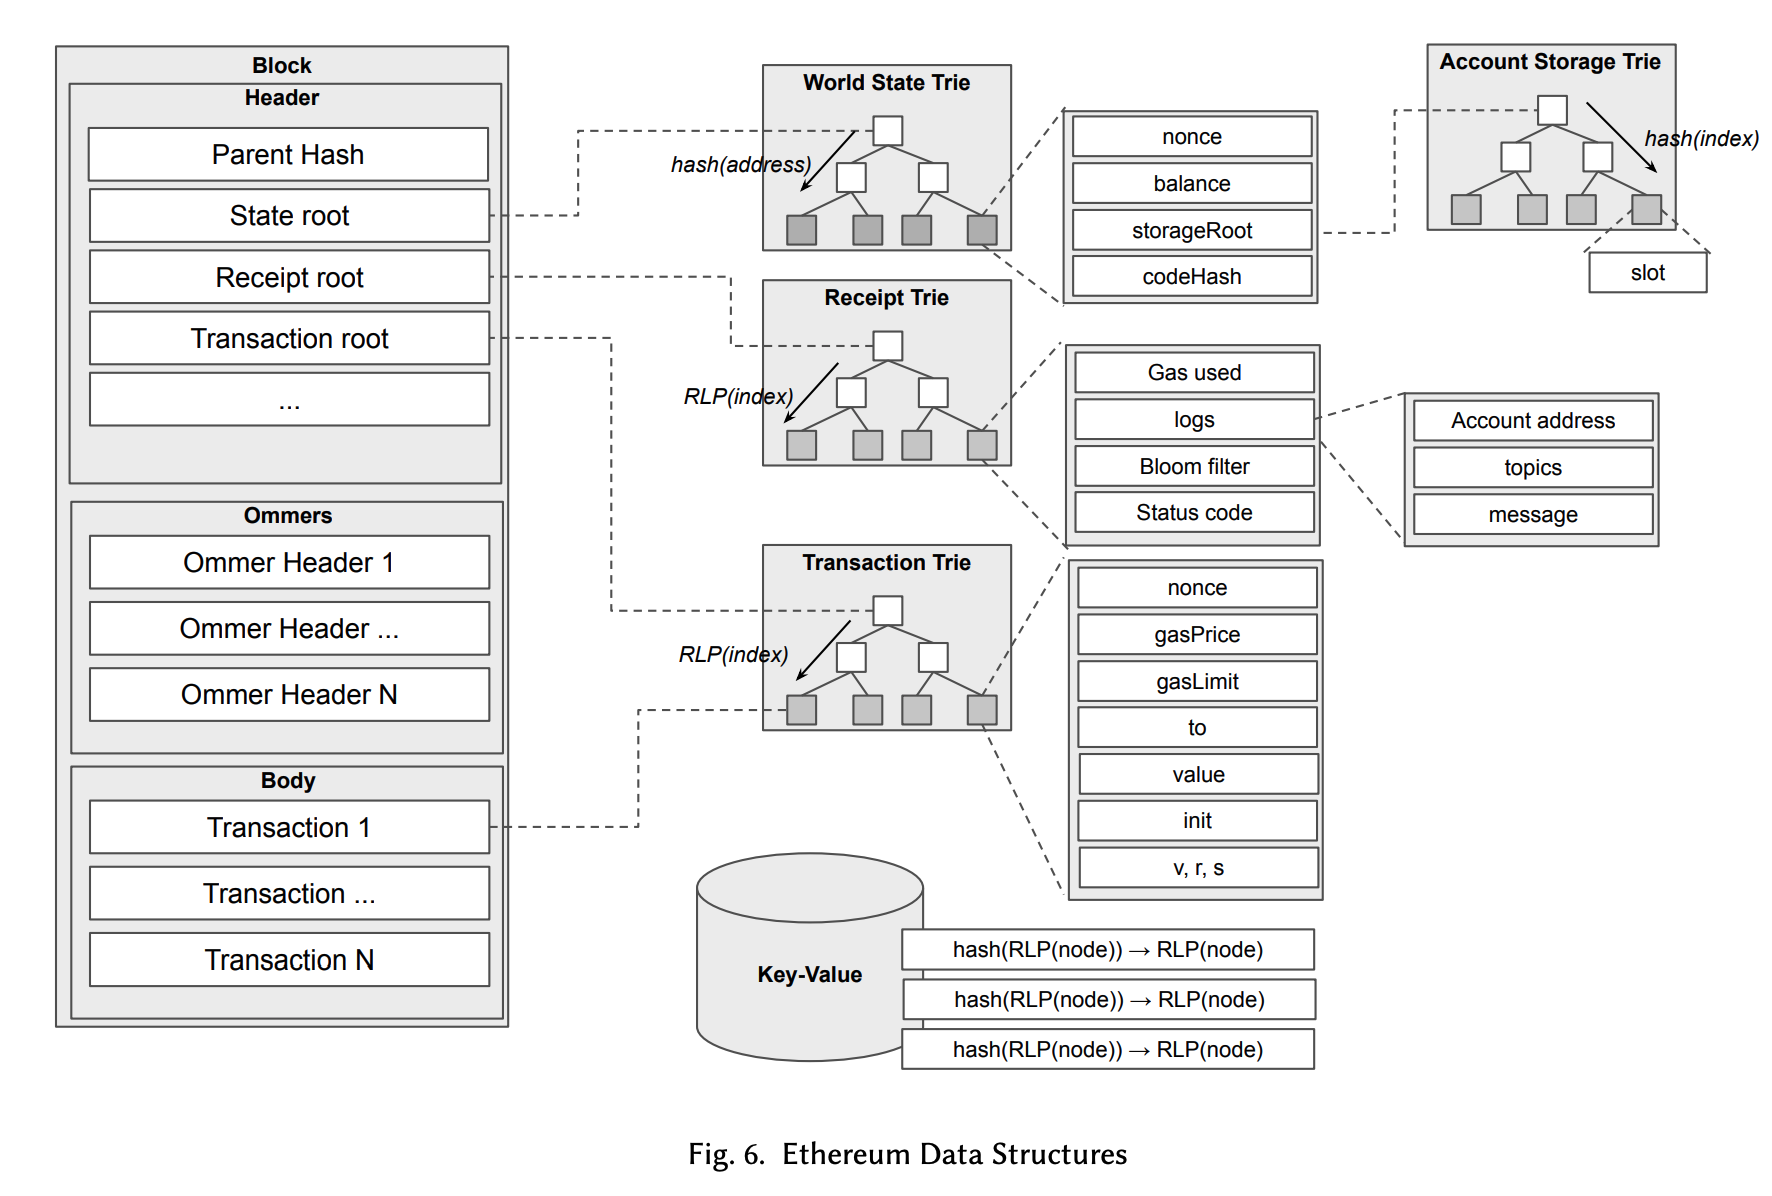 Block
Header
Parent Hash
State root
Receipt root
Transaction root
...
Ommers
Ommer Header 1
Ommer Header ...
Ommer Header N
Body
Transaction 1
Transaction ...
Transaction N
World State Trie
hash(address)
nonce
balance
storageRoot
codeHash
Account Storage Trie
hash(index)
slot
Receipt Trie
RLP(index)
Gas used
logs
Bloom filter
Status code
Account address
topics
message
Transaction Trie
RLP(index)
nonce
gasPrice
gasLimit
to
value
init
v, r, s
Key-Value
hash(RLP(node)) → RLP(node)
hash(RLP(node)) → RLP(node)
hash(RLP(node)) → RLP(node)
Fig. 6. Ethereum Data Structures